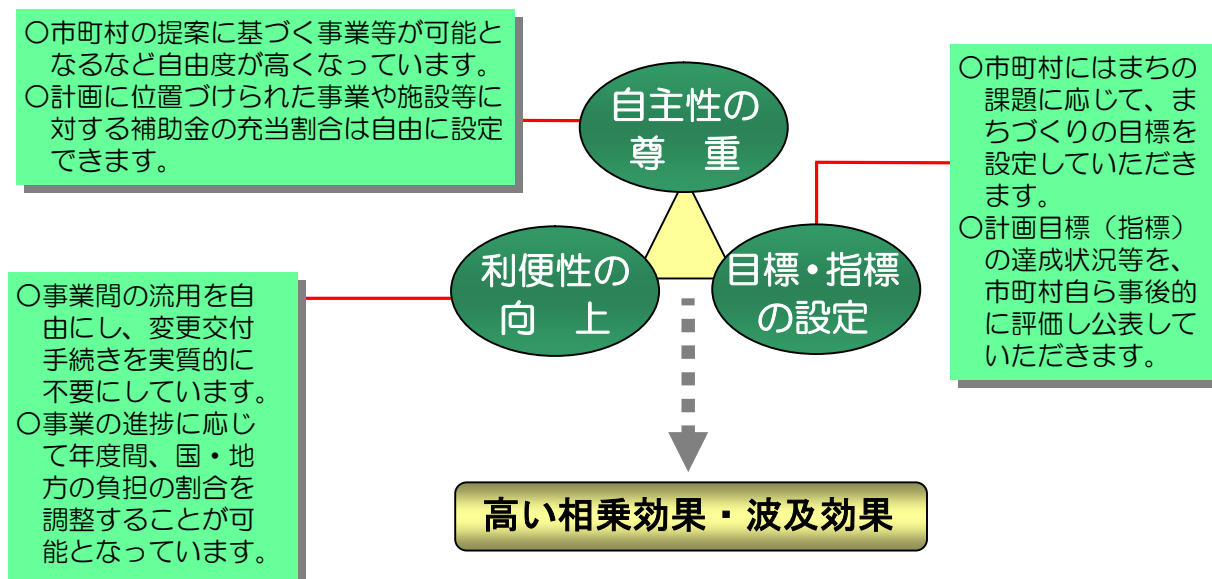 ○市町村の提案に基づく事業等が可能と
なるなど自由度が高くなっています。
○計画に位置づけられた事業や施設等に
対する補助金の充当割合は自由に設定
できます。
自主性の
尊　重
○市町村にはまちの
課題に応じて、ま
ちづくりの目標を
設定していただき
ます。
○計画目標（指標）
の達成状況等を、
市町村自ら事後的
に評価し公表して
いただきます。
利便性の
向　上
目標・指標
の設定
○事業間の流用を自
由にし、変更交付
手続きを実質的に
不要にしています。
○事業の進捗に応じ
て年度間、国・地
方の負担の割合を
調整することが可
能となっています。
高い相乗効果・波及効果